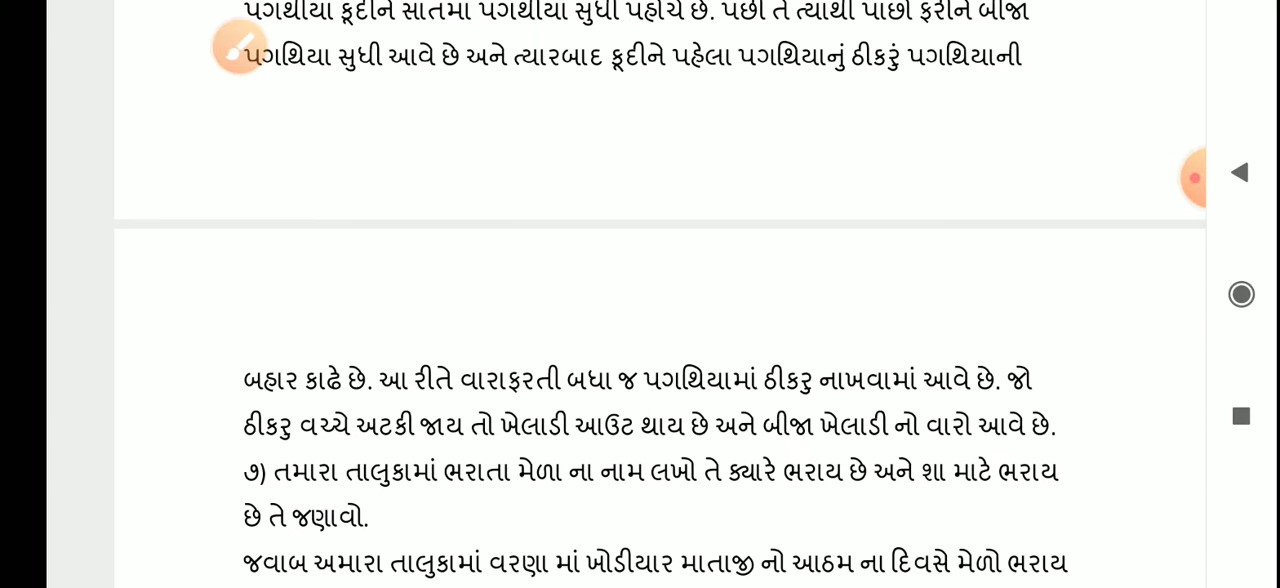 પગથીયા કૂદીને સાતમા પગથીયા સુધી પહોંચે છે. પછી તે ત્યાંથી પાછો ફરીને બીજા
પગથિયા સુધી આવે છે અને ત્યારબાદ કૂદીને પહેલા પગથિયાનું ઠીકરું પગથિયાની
બહાર કાઢે છે. આ રીતે વારાફરતી બધા જ પગથિયામાં ઠીકરુ નાખવામાં આવે છે. જો
ઠીકરુ વચ્ચે અટકી જાય તો ખેલાડી આઉટ થાય છે અને બીજા ખેલાડી નો વારો આવે છે.
૭) તમારા તાલુકામાં ભરાતા મેળા ના નામ લખો તે ક્યારે ભરાય છે અને શા માટે ભરાય
છે તે જણાવો.
જવાબ અમારા તાલુકામાં વરણા માં ખોડીયાર માતાજી નો આઠમ ના દિવસે મેળો ભરાય